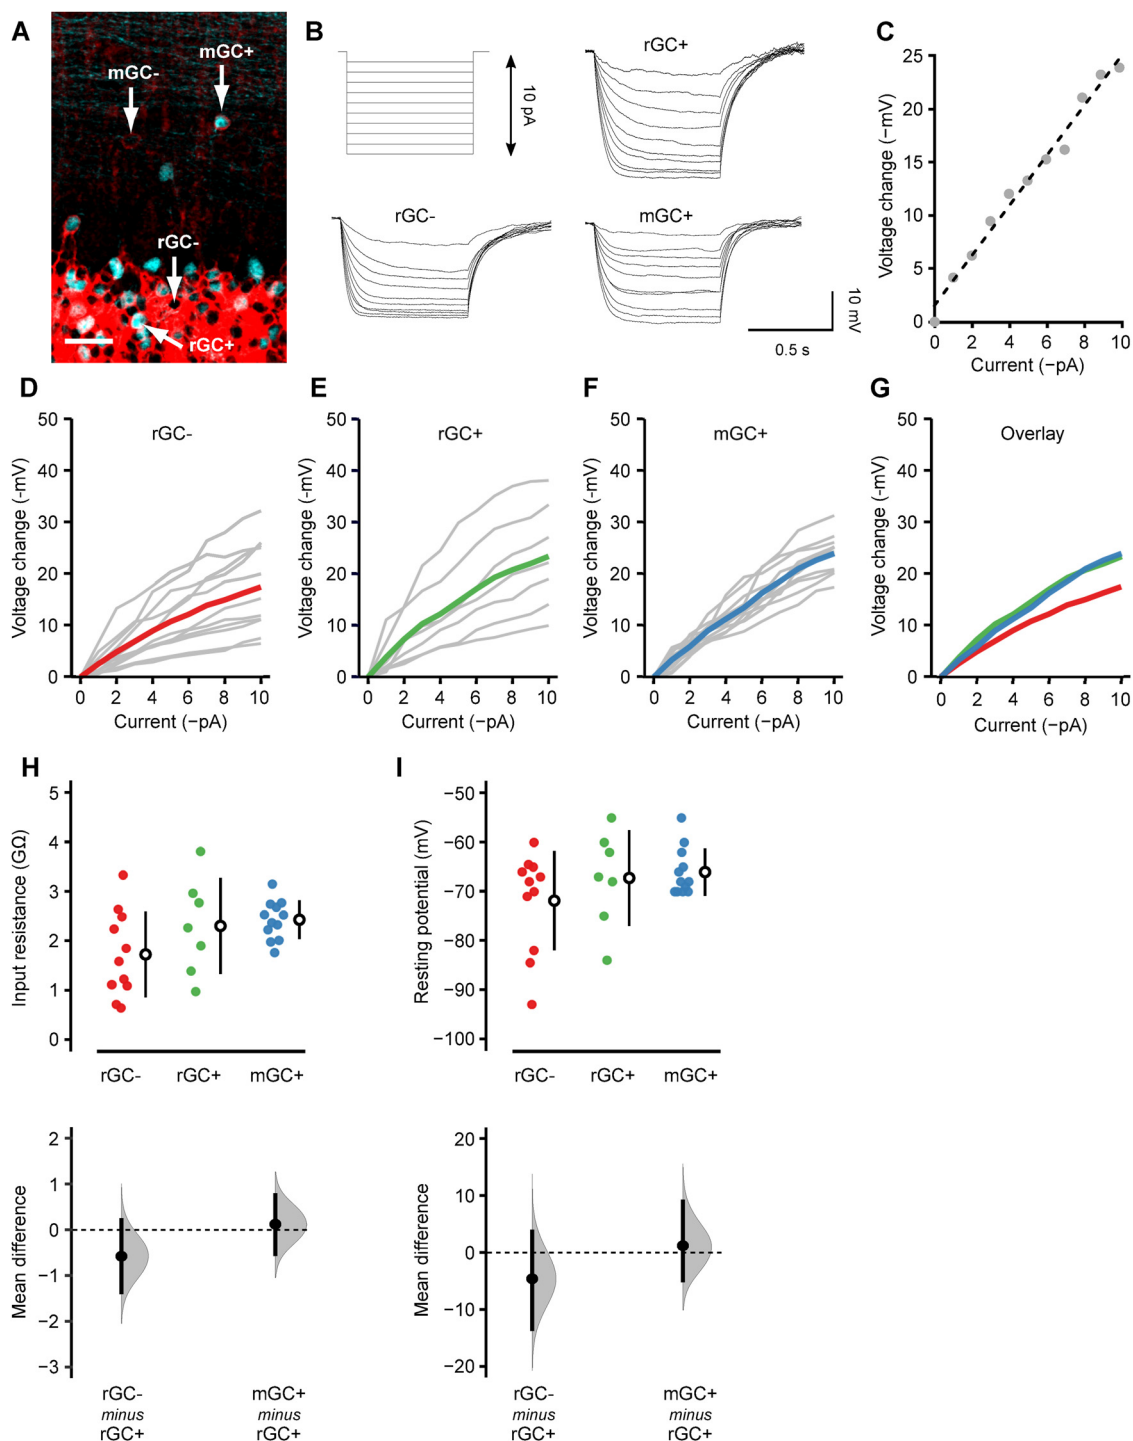 A
mGC+
mGC-
rGC-
rGC+
B
10 pA
rGC+
rGC-
mGC+
10 mV
0.5 s
C
Voltage change (−mV)
25
20
15
10
5
0
0 2 4 6 8 10
Current (−pA)
D
rGC-
Voltage change (-mV)
50
40
30
20
10
0
0 2 4 6 8 10
Current (−pA)
E
rGC+
Voltage change (-mV)
50
40
30
20
10
0
0 2 4 6 8 10
Current (−pA)
F
mGC+
Voltage change (-mV)
50
40
30
20
10
0
0 2 4 6 8 10
Current (−pA)
G
Overlay
Voltage change (-mV)
50
40
30
20
10
0
0 2 4 6 8 10
Current (−pA)
H
Input resistance (GΩ)
5
4
3
2
1
0
rGC- rGC+ mGC+
Mean difference
2
1
0
−1
−2
−3
rGC- mGC+
minus minus
rGC+ rGC+
I
Resting potential (mV)
−50
−60
−70
−80
−90
−100
rGC- rGC+ mGC+
Mean difference
20
10
0
−10
−20
rGC- mGC+
minus minus
rGC+ rGC+